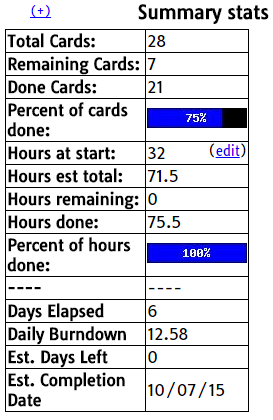 (+) Summary stats
Total Cards: 28
Remaining Cards: 7
Done Cards: 21
Percent of cards
done: 75%
Hours at start: 32 (edit)
Hours est total: 71.5
Hours remaining: 0
Hours done: 75.5
Percent of hours
done: 100%
---- ----
Days Elapsed 6
Daily Burndown 12.58
Est. Days Left 0
Est. Completion
Date 10/07/15